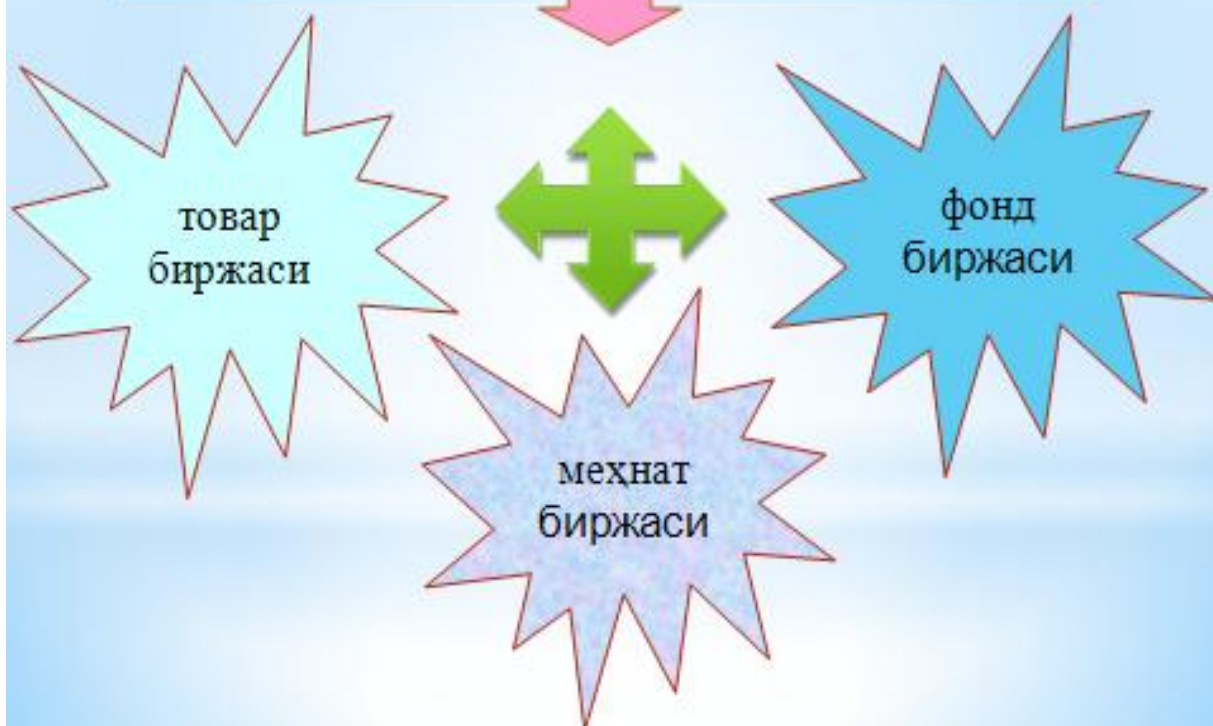 товар
биржаси
фонд
биржаси
меҳнат
биржаси